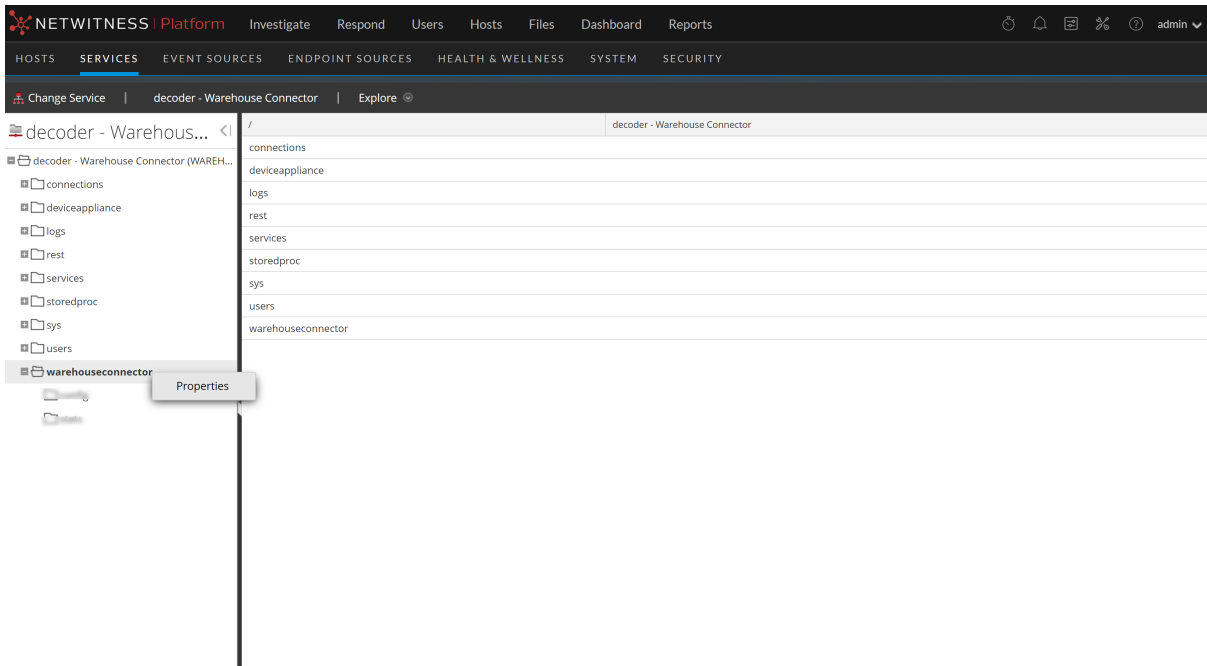 NETWITNESS Platform Investigate Respond Users Hosts Files Dashboard Reports admin
HOSTS SERVICES EVENT SOURCES ENDPOINT SOURCES HEALTH & WELLNESS SYSTEM SECURITY
Change Service | decoder - Warehouse Connector | Explore
decoder - Warehous...
decoder - Warehouse Connector (WAREH...
connections
deviceappliance
logs
rest
services
storedproc
sys
users
warehouseconnector
Properties
/ decoder - Warehouse Connector
connections
deviceappliance
logs
rest
services
storedproc
sys
users
warehouseconnector